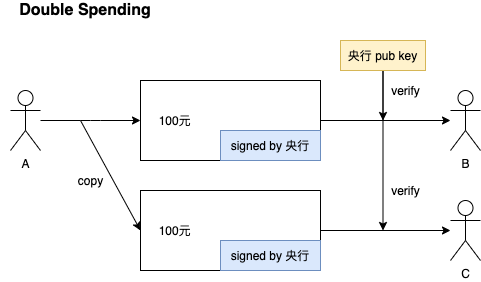 Double Spending
央行 pub key
verify
100元
signed by 央行
A
B
copy
verify
100元
signed by 央行
C